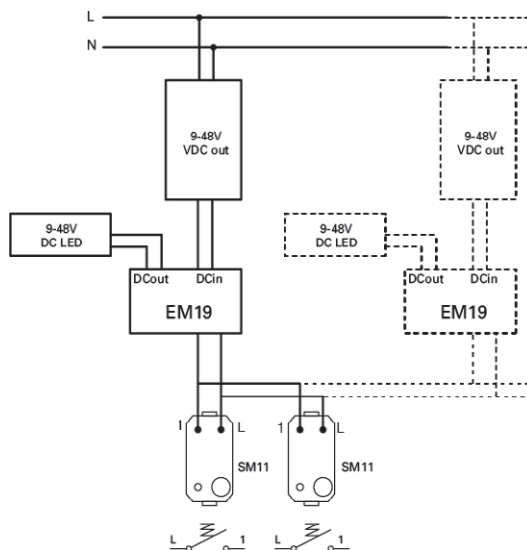 L
N
9-48V
VDC out
9-48V
VDC out
9-48V
DC LED
9-48V
DC LED
DCout DCin
EM19
DCout DCin
EM19
1 L
SM11
1 L
SM11
L 1
L 1